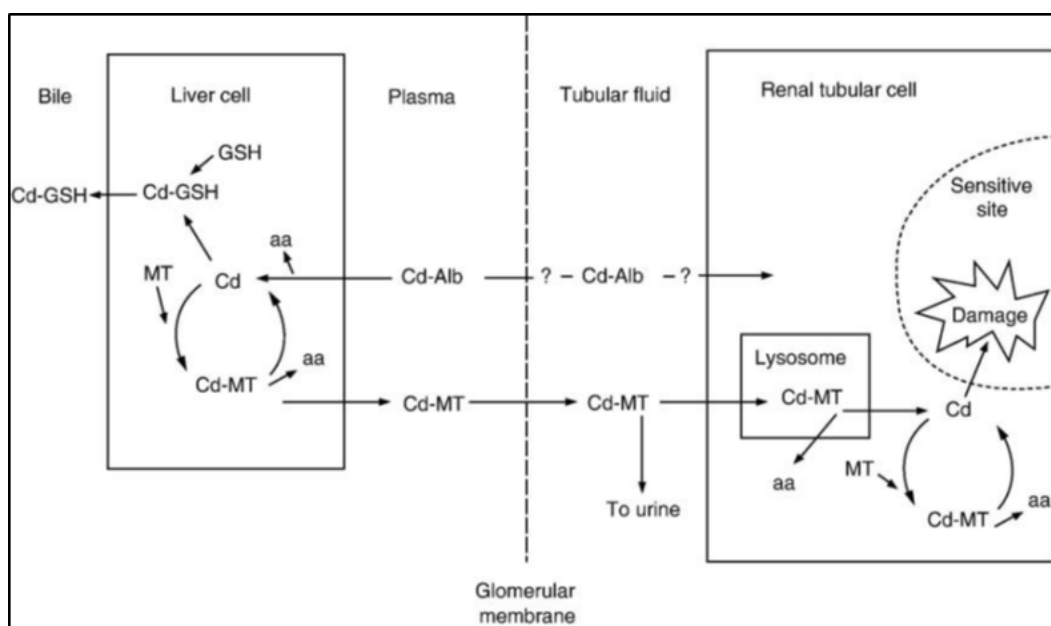 Bile
Liver cell
Plasma
Tubular fluid
Renal tubular cell
GSH
Cd-GSH
Cd-GSH
Sensitive
site
aa
MT
Cd
Cd-Alb
? – Cd-Alb – ?
Damage
Lysosome
aa
Cd-MT
Cd-MT
Cd-MT
Cd-MT
Cd
aa
MT
To urine
Cd-MT
aa
Glomerular
membrane